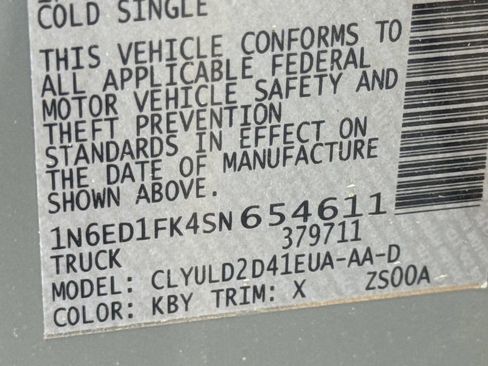 COLD SINGLE
THIS VEHICLE CONFORMS TO
ALL APPLICABLE FEDERAL
MOTOR VEHICLE SAFETY AND
THEFT PREVENTION
STANDARDS IN EFFECT ON
THE DATE OF MANUFACTURE
SHOWN ABOVE.
1N6ED1FK4SN654611
TRUCK 379711
MODEL: CLYULD2D41EUA-AA-D
COLOR: KBY TRIM: X ZS00A